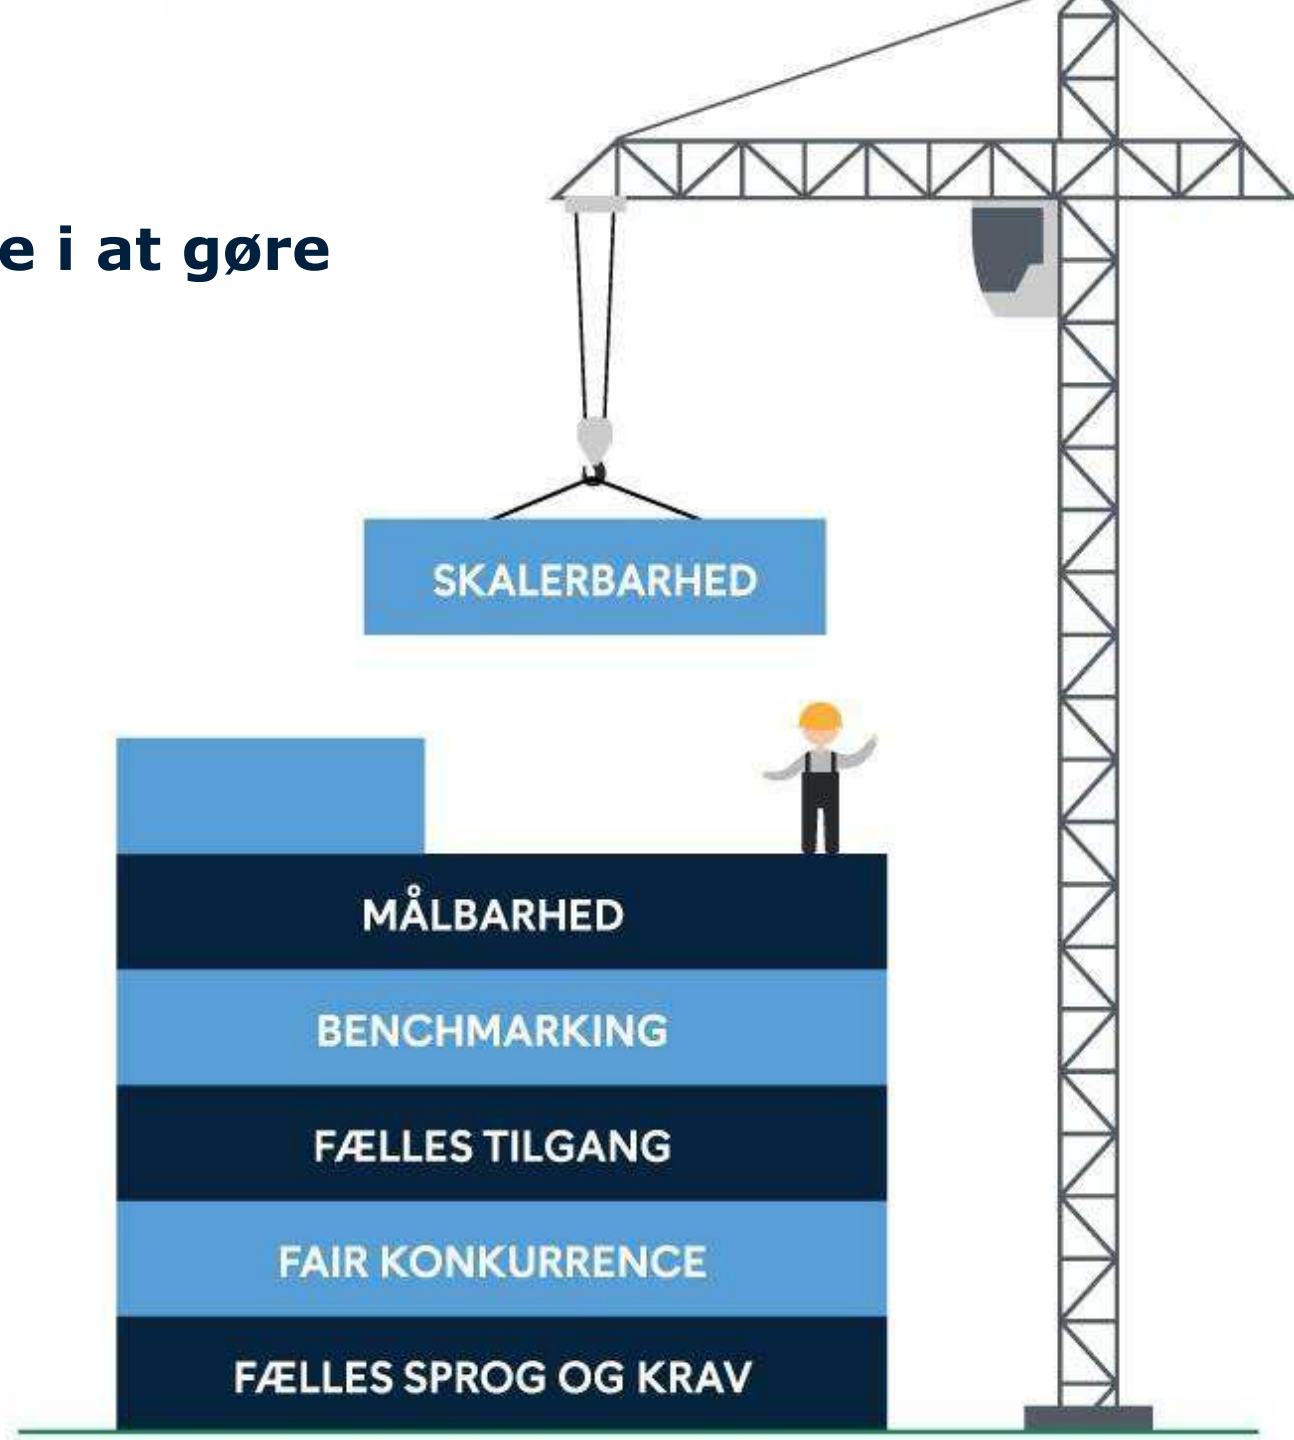 e i at gøre
SKALERBARHED
MÅLBARHED
BENCHMARKING
FÆLLES TILGANG
FAIR KONKURRENCE
FÆLLES SPROG OG KRAV